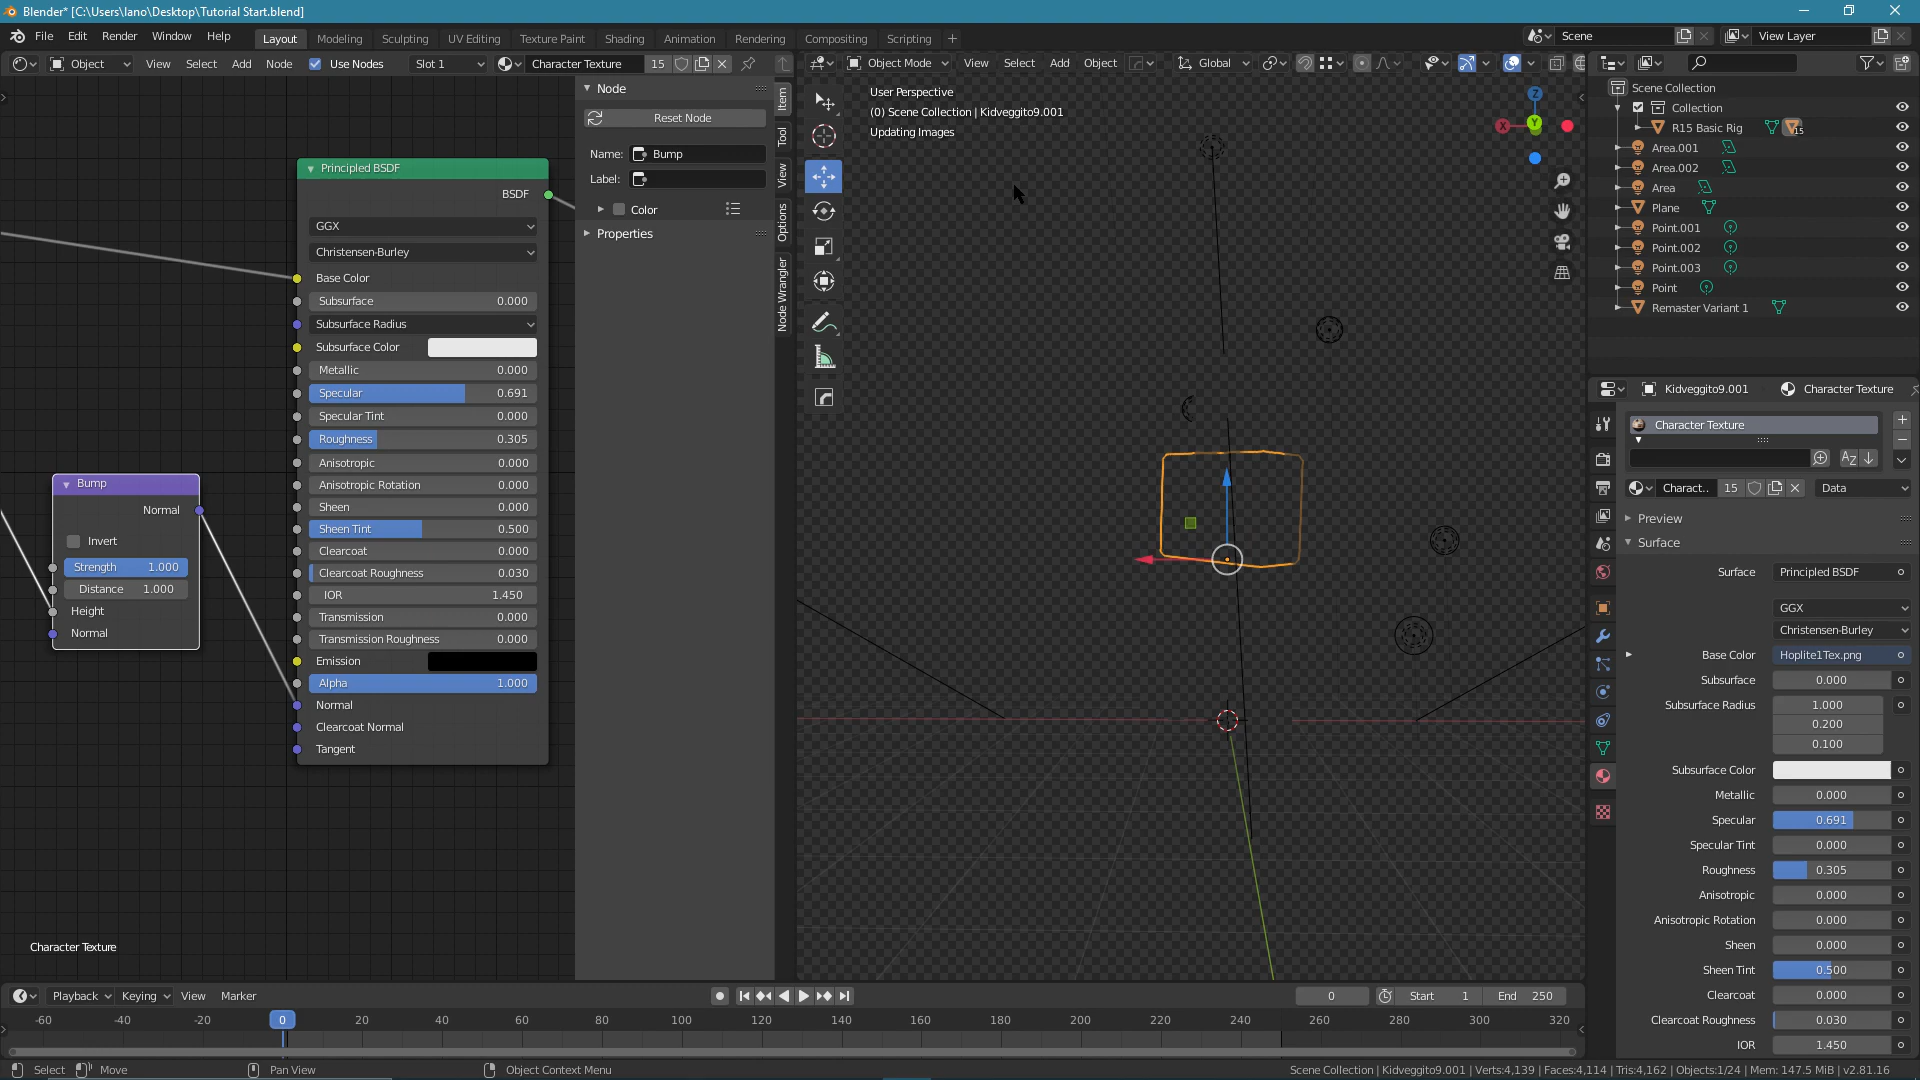 Blender* [C:\Users\Iano\Desktop\Tutorial Start.blend]
File Edit Render Window Help Layout Modeling Sculpting UV Editing Texture Paint Shading Animation Rendering Compositing Scripting + Scene View Layer
Object View Select Add Node Use Nodes Slot 1 Character Texture 15
Object Mode View Select Add Object Global
Principled BSDF
BSDF
GGX
Christensen-Burley
Base Color
Subsurface 0.000
Subsurface Radius
Subsurface Color
Metallic 0.000
Specular 0.691
Specular Tint 0.000
Roughness 0.305
Anisotropic 0.000
Anisotropic Rotation 0.000
Sheen 0.000
Sheen Tint 0.500
Clearcoat 0.000
Clearcoat Roughness 0.030
IOR 1.450
Transmission 0.000
Transmission Roughness 0.000
Emission
Alpha 1.000
Normal
Clearcoat Normal
Tangent
Bump
Normal
Invert
Strength 1.000
Distance 1.000
Height
Normal
Character Texture
Node
Reset Node
Name: Bump
Label:
Color
Properties
Item
Tool
View
Options
Node Wrangler
User Perspective
(0) Scene Collection | Kidveggito9.001
Updating Images
Z
X
Y
Scene Collection
Collection
R15 Basic Rig 15
Area.001
Area.002
Area
Plane
Point.001
Point.002
Point.003
Point
Remaster Variant 1
Kidveggito9.001 Character Texture
Character Texture
Charact.. 15 Data
Preview
Surface
Surface Principled BSDF
GGX
Christensen-Burley
Base Color Hoplite1Tex.png
Subsurface 0.000
Subsurface Radius 1.000
0.200
0.100
Subsurface Color
Metallic 0.000
Specular 0.691
Specular Tint 0.000
Roughness 0.305
Anisotropic 0.000
Anisotropic Rotation 0.000
Sheen 0.000
Sheen Tint 0.500
Clearcoat 0.000
Clearcoat Roughness 0.030
IOR 1.450
Playback Keying View Marker 0 Start 1 End 250
-60 -40 -20 0 20 40 60 80 100 120 140 160 180 200 220 240 260 280 300 320
Select Move Pan View Object Context Menu Scene Collection | Kidveggito9.001 | Verts:4,139 | Faces:4,114 | Tris:4,162 | Objects:1/24 | Mem: 147.5 MiB | v2.81.16